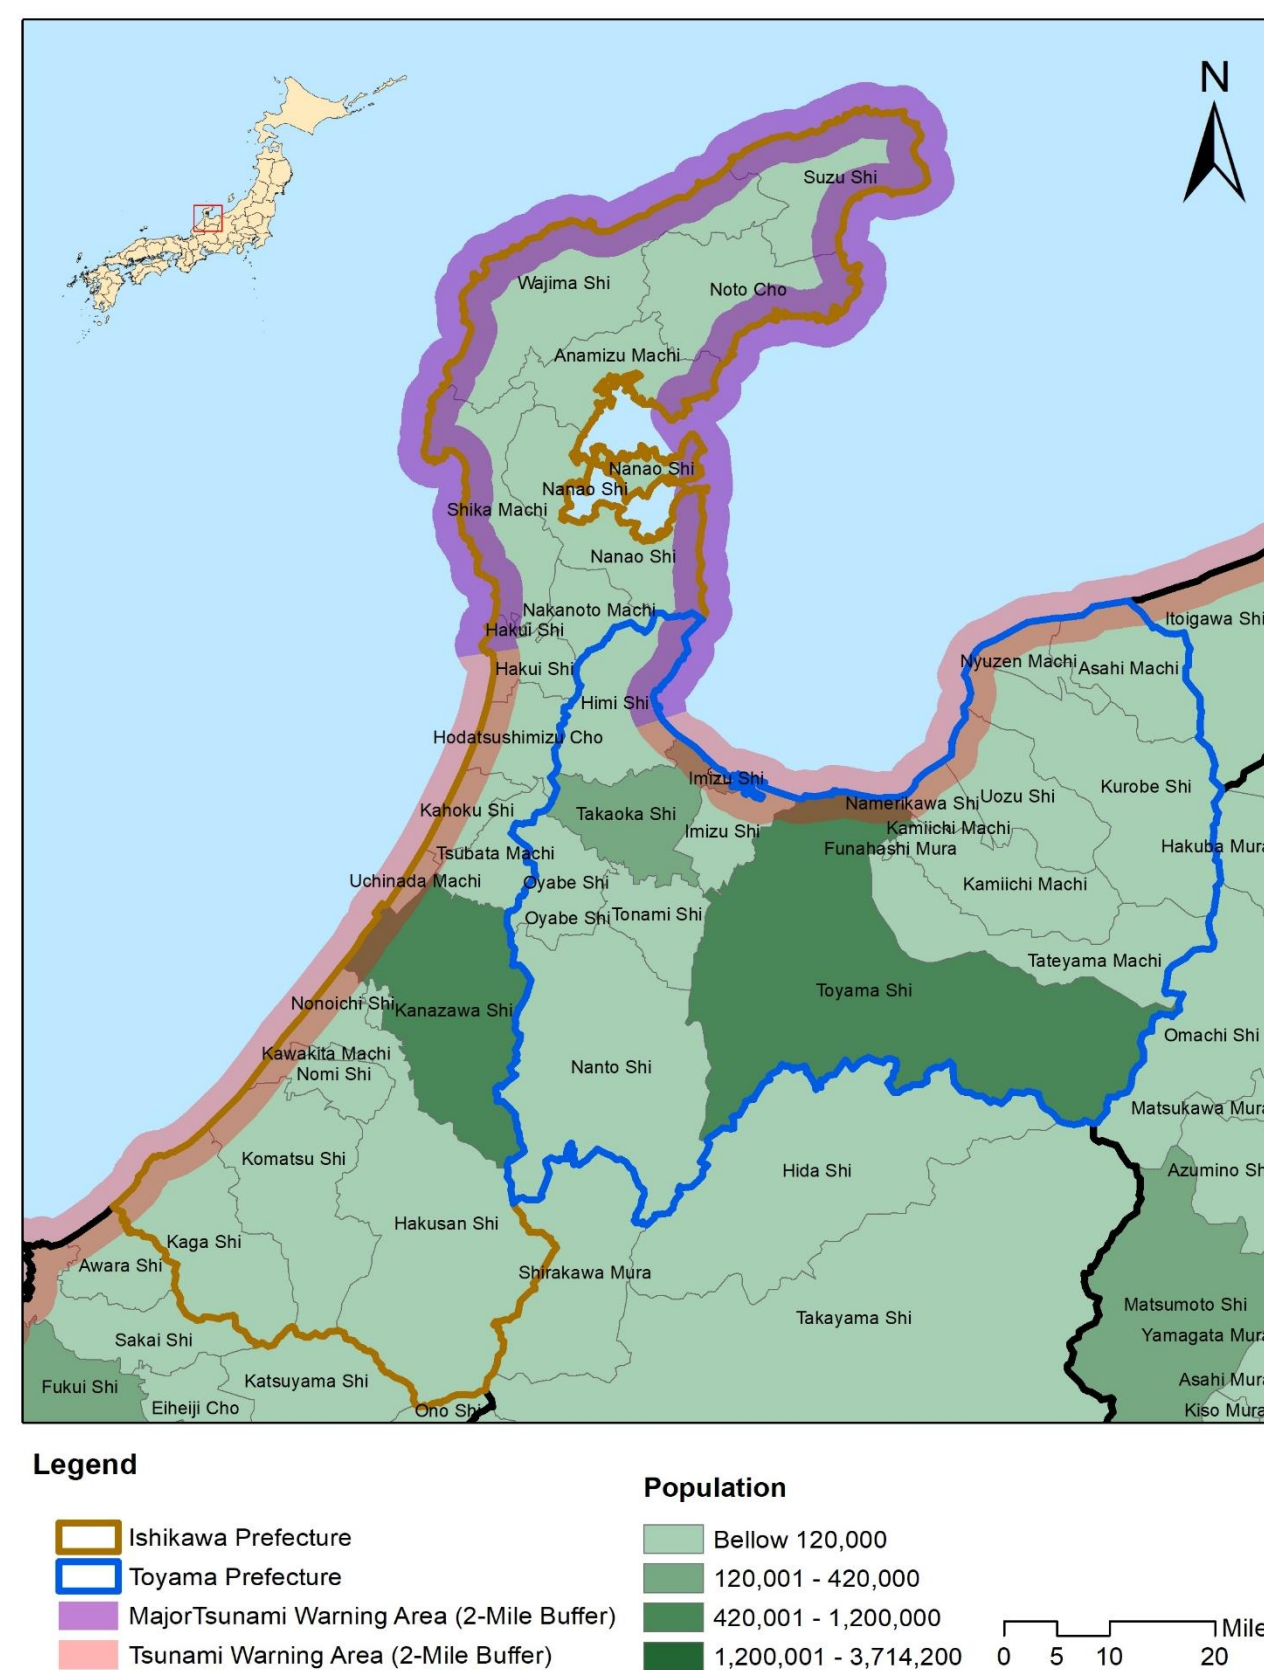 N
Suzu Shi
Wajima Shi
Noto Cho
Anamizu Machi
Nanao Shi
Nanao Shi
Shika Machi
Nanao Shi
Nakanoto Machi
Itoigawa Shi
Hakui Shi
Nyuzen Machi
Asahi Machi
Hakui Shi
Himi Shi
Hodatsushimizu Cho
Imizu Shi
Kurobe Shi
Uozu Shi
Namerikawa Shi
Kahoku Shi
Takaoka Shi
Kamiichi Machi
Imizu Shi
Hakuba Mura
Funahashi Mura
Tsubata Machi
Uchinada Machi
Oyabe Shi
Kamiichi Machi
Oyabe Shi
Tonami Shi
Tateyama Machi
Toyama Shi
Nonoichi Shi
Kanazawa Shi
Omachi Shi
Kawakita Machi
Nomi Shi
Nanto Shi
Matsukawa Mura
Komatsu Shi
Hida Shi
Azumino Sh
Hakusan Shi
Kaga Shi
Awara Shi
Shirakawa Mura
Matsumoto Shi
Takayama Shi
Yamagata Mura
Sakai Shi
Katsuyama Shi
Asahi Mura
Fukui Shi
Eiheiji Cho
Ono Shi
Kiso Mura
Legend
Ishikawa Prefecture
Toyama Prefecture
MajorTsunami Warning Area (2-Mile Buffer)
Tsunami Warning Area (2-Mile Buffer)
Population
Bellow 120,000
120,001 - 420,000
420,001 - 1,200,000
1,200,001 - 3,714,200
Mile
0 5 10 20